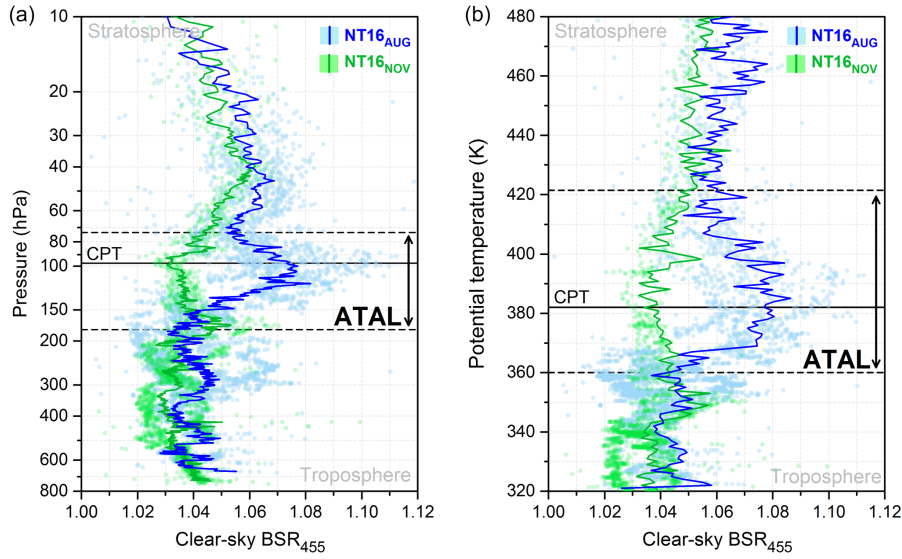 (a)
Stratosphere
NT16AUG
NT16NOV
10
20
30
40
60
80
100
150
200
300
400
600
800
Pressure (hPa)
CPT
ATAL
Troposphere
1.00 1.02 1.04 1.06 1.08 1.10 1.12
Clear-sky BSR455
(b)
Stratosphere
NT16AUG
NT16NOV
480
460
440
420
400
380
360
340
320
Potential temperature (K)
CPT
ATAL
Troposphere
1.00 1.02 1.04 1.06 1.08 1.10 1.12
Clear-sky BSR455